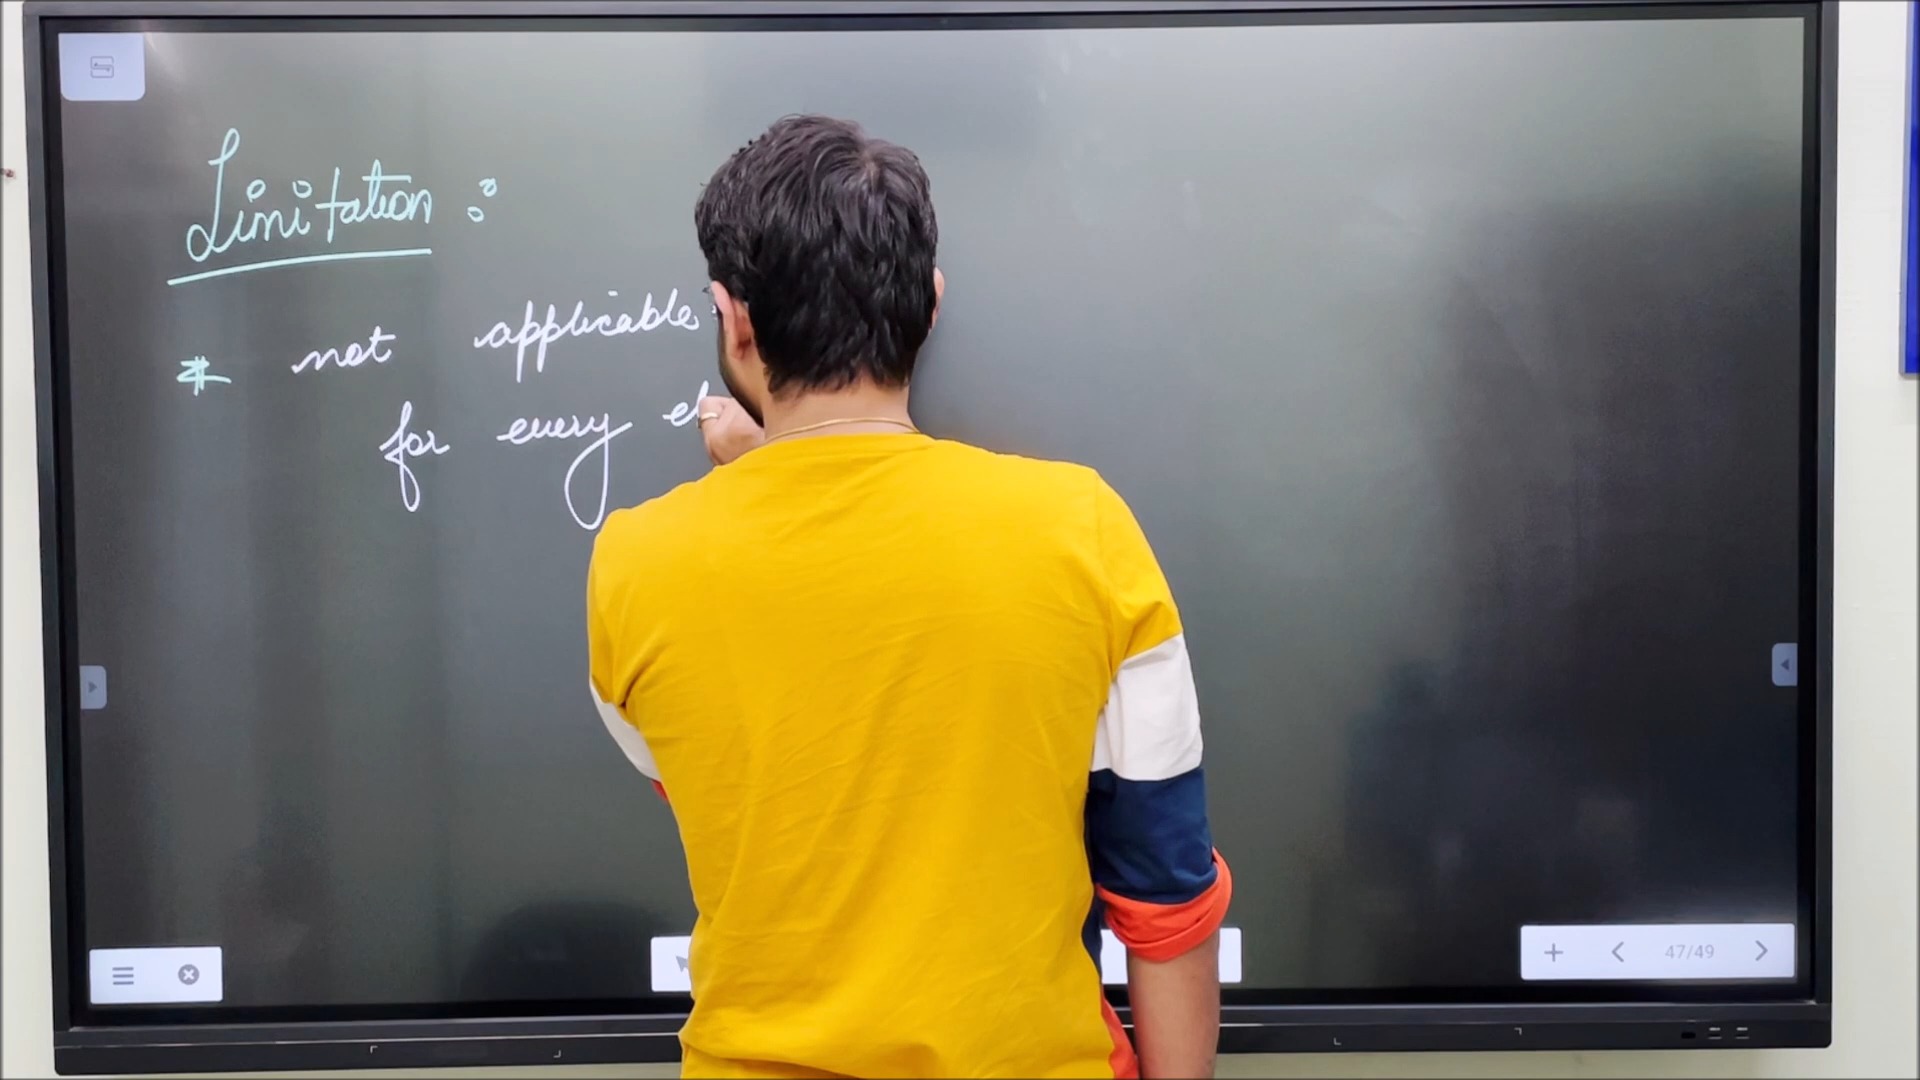 Limitation :
* not applicable
for every
47/49